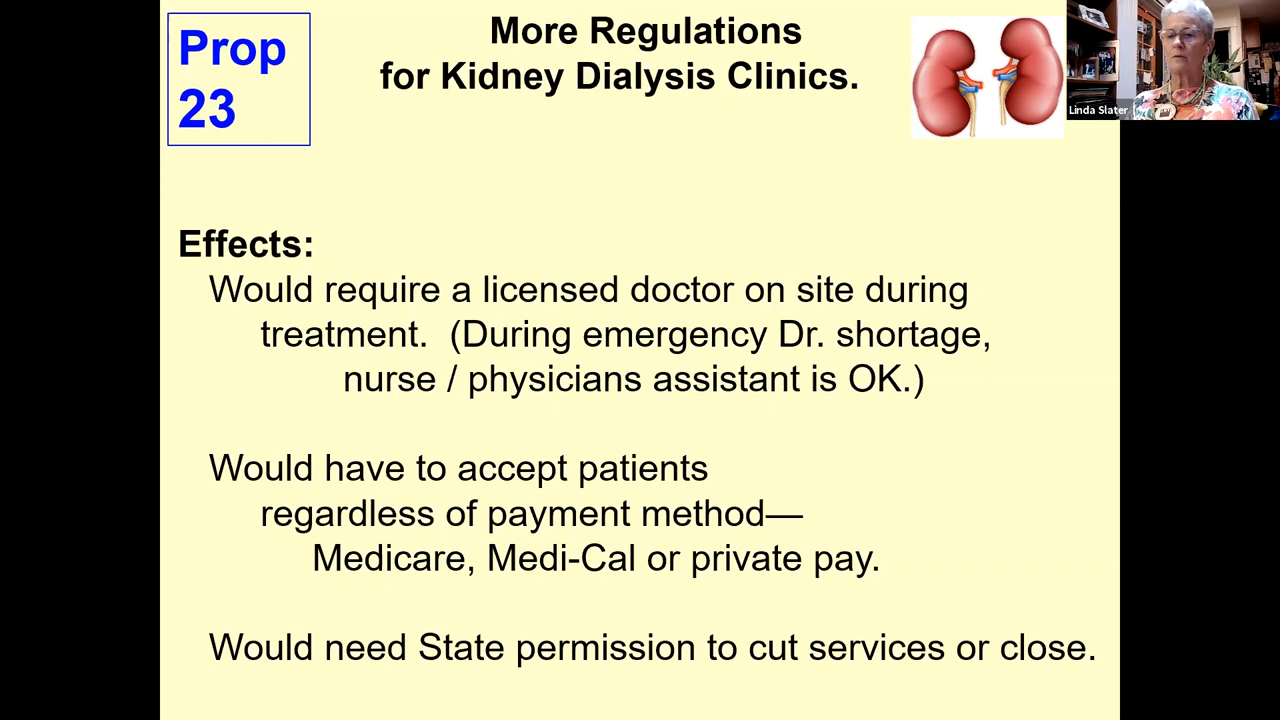 Prop
23
More Regulations
for Kidney Dialysis Clinics.
Linda Slater
Effects:
Would require a licensed doctor on site during
treatment. (During emergency Dr. shortage,
nurse / physicians assistant is OK.)
Would have to accept patients
regardless of payment method—
Medicare, Medi-Cal or private pay.
Would need State permission to cut services or close.